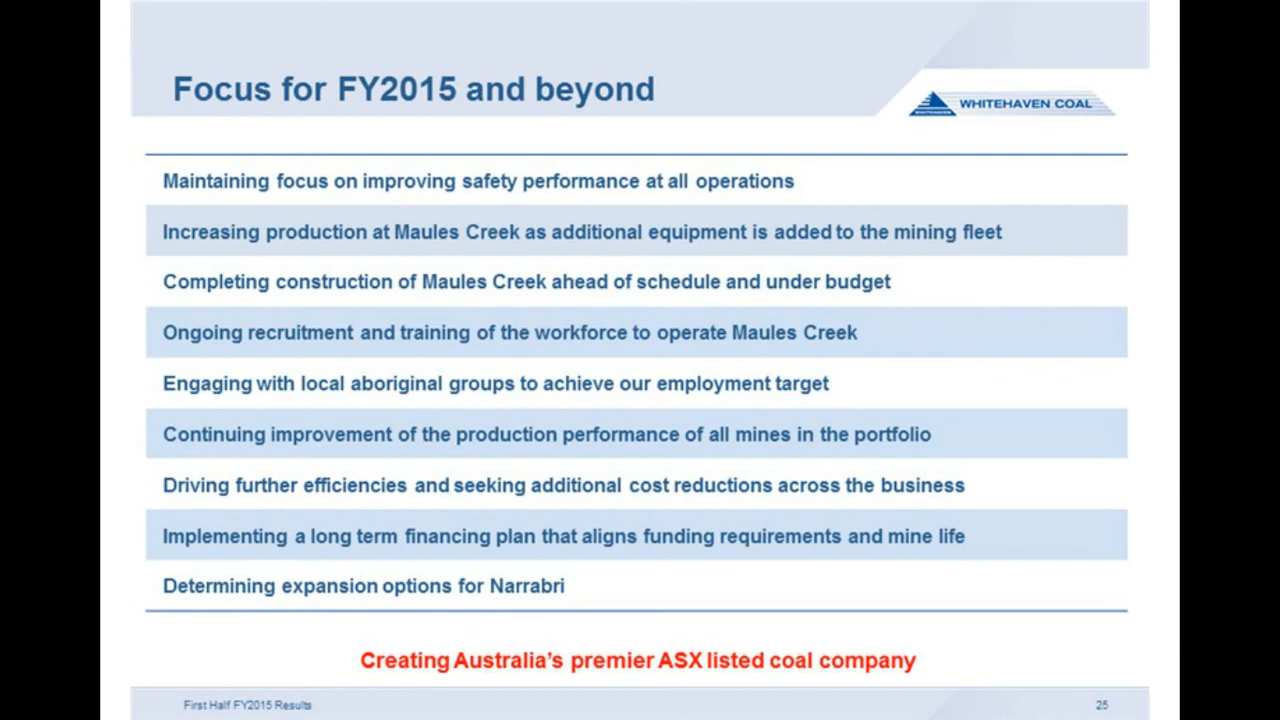 Focus for FY2015 and beyond
WHITEHAVEN
WHITEHAVEN COAL
Maintaining focus on improving safety performance at all operations
Increasing production at Maules Creek as additional equipment is added to the mining fleet
Completing construction of Maules Creek ahead of schedule and under budget
Ongoing recruitment and training of the workforce to operate Maules Creek
Engaging with local aboriginal groups to achieve our employment target
Continuing improvement of the production performance of all mines in the portfolio
Driving further efficiencies and seeking additional cost reductions across the business
Implementing a long term financing plan that aligns funding requirements and mine life
Determining expansion options for Narrabri
Creating Australia’s premier ASX listed coal company
First Half FY2015 Results
25